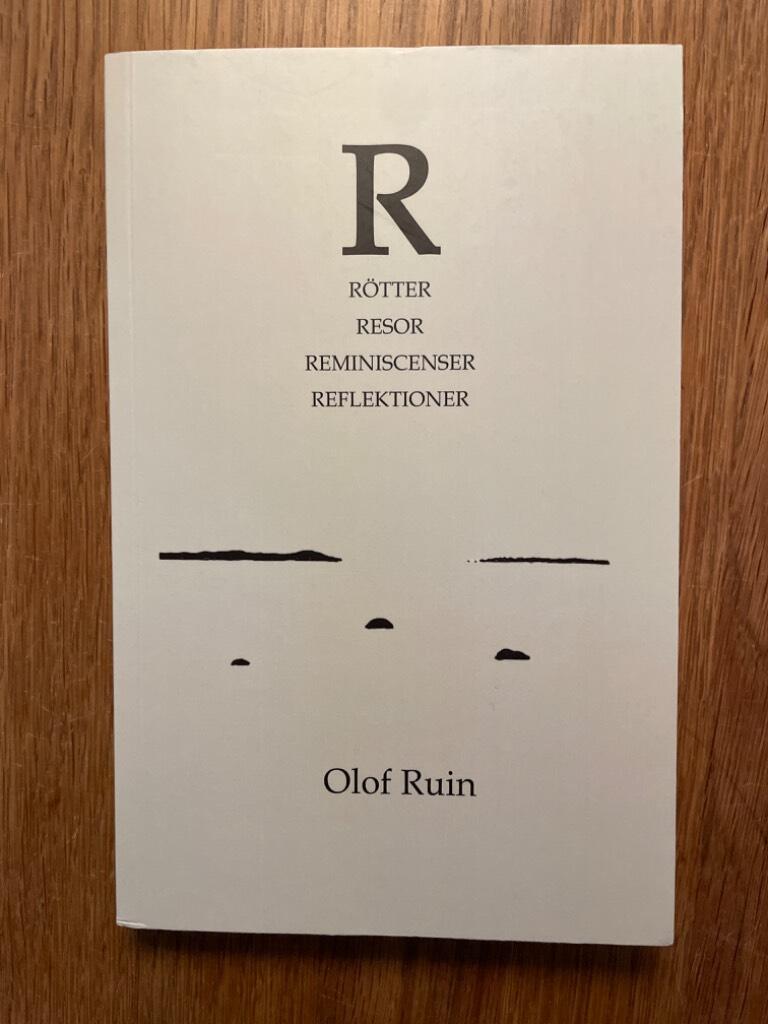 R
RÖTTER
RESOR
REMINISCENSER
REFLEKTIONER
Olof Ruin